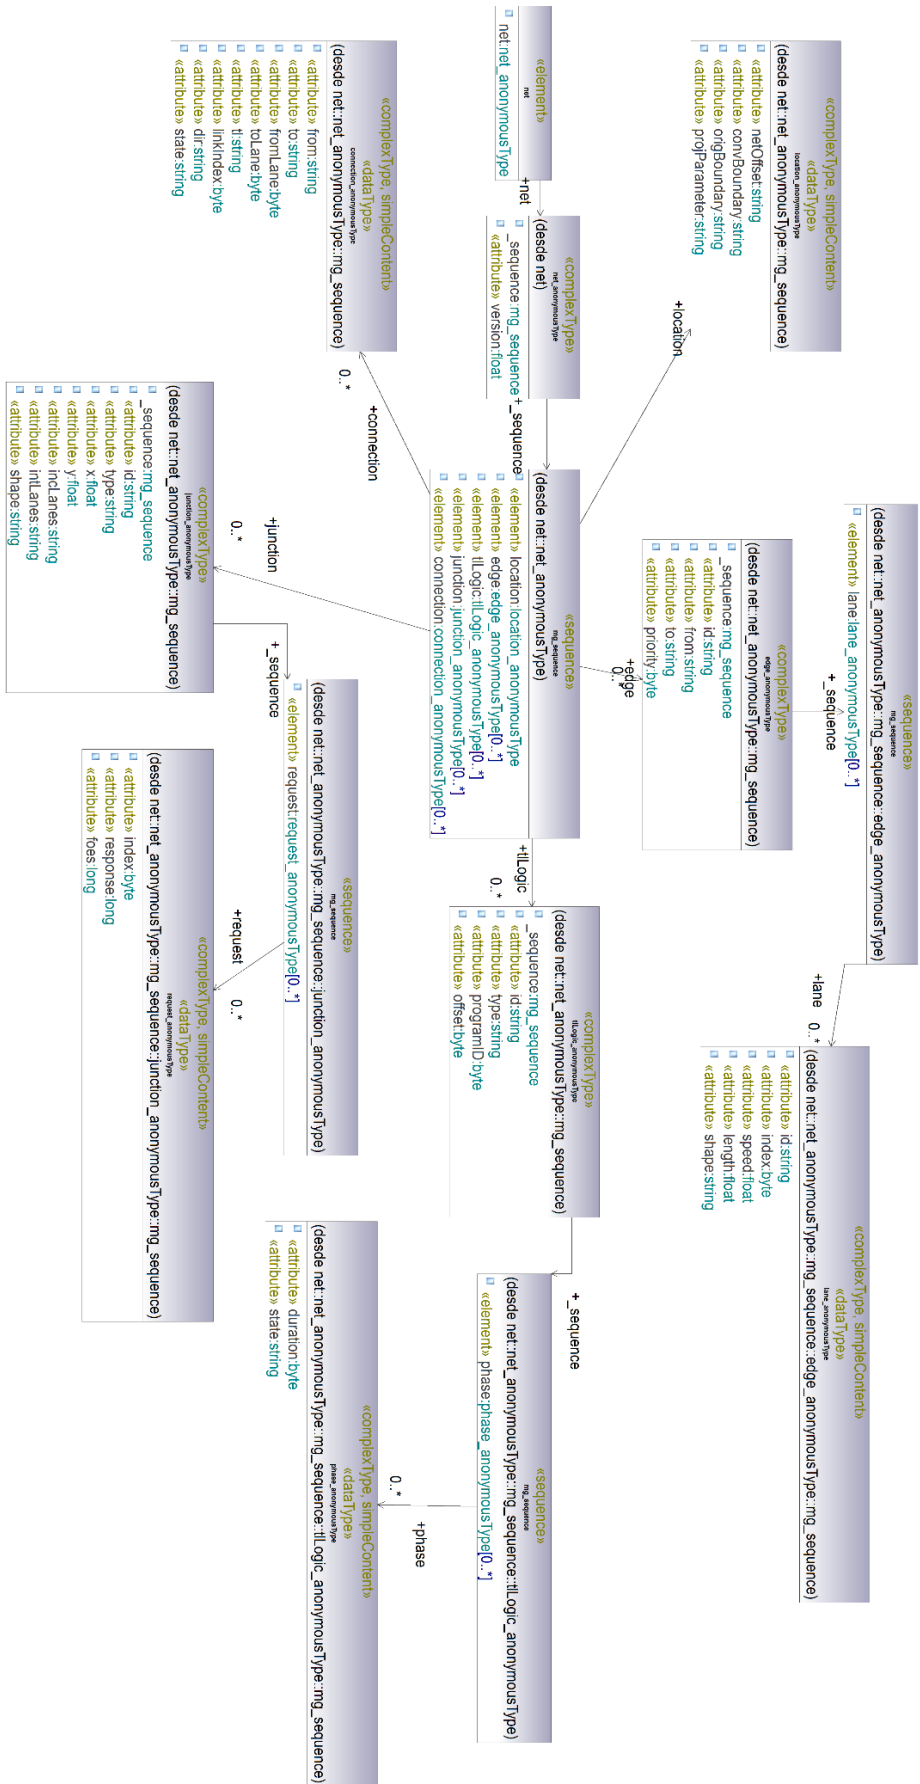 «element»
net
net:net_anonymousType
+net
«complexType»
net_anonymousType
(desde net)
_sequence:mg_sequence
«attribute» version:float
+_sequence
«sequence»
mg_sequence
(desde net::net_anonymousType)
«element» location:location_anonymousType
«element» edge:edge_anonymousType[0..*]
«element» tlLogic:tlLogic_anonymousType[0..*]
«element» junction:junction_anonymousType[0..*]
«element» connection:connection_anonymousType[0..*]
+location
«complexType, simpleContent»
«dataType»
location_anonymousType
(desde net::net_anonymousType::mg_sequence)
«attribute» netOffset:string
«attribute» convBoundary:string
«attribute» origBoundary:string
«attribute» projParameter:string
+edge
0..*
«complexType»
edge_anonymousType
(desde net::net_anonymousType::mg_sequence)
_sequence:mg_sequence
«attribute» id:string
«attribute» from:string
«attribute» to:string
«attribute» priority:byte
+_sequence
«sequence»
mg_sequence
(desde net::net_anonymousType::mg_sequence::edge_anonymousType)
«element» lane:lane_anonymousType[0..*]
+lane
0..*
«complexType, simpleContent»
«dataType»
lane_anonymousType
(desde net::net_anonymousType::mg_sequence::edge_anonymousType::mg_sequence)
«attribute» id:string
«attribute» index:byte
«attribute» speed:float
«attribute» length:float
«attribute» shape:string
+tlLogic
0..*
«complexType»
tlLogic_anonymousType
(desde net::net_anonymousType::mg_sequence)
_sequence:mg_sequence
«attribute» id:string
«attribute» type:string
«attribute» programID:byte
«attribute» offset:byte
+_sequence
«sequence»
mg_sequence
(desde net::net_anonymousType::mg_sequence::tlLogic_anonymousType)
«element» phase:phase_anonymousType[0..*]
+phase
0..*
«complexType, simpleContent»
«dataType»
phase_anonymousType
(desde net::net_anonymousType::mg_sequence::tlLogic_anonymousType::mg_sequence)
«attribute» duration:byte
«attribute» state:string
+connection
0..*
«complexType, simpleContent»
«dataType»
connection_anonymousType
(desde net::net_anonymousType::mg_sequence)
«attribute» from:string
«attribute» to:string
«attribute» fromLane:byte
«attribute» toLane:byte
«attribute» tl:string
«attribute» linkIndex:byte
«attribute» dir:string
«attribute» state:string
+junction
0..*
«complexType»
junction_anonymousType
(desde net::net_anonymousType::mg_sequence)
_sequence:mg_sequence
«attribute» id:string
«attribute» type:string
«attribute» x:float
«attribute» y:float
«attribute» incLanes:string
«attribute» intLanes:string
«attribute» shape:string
+_sequence
«sequence»
mg_sequence
(desde net::net_anonymousType::mg_sequence::junction_anonymousType)
«element» request:request_anonymousType[0..*]
+request
0..*
«complexType, simpleContent»
«dataType»
request_anonymousType
(desde net::net_anonymousType::mg_sequence::junction_anonymousType::mg_sequence)
«attribute» index:byte
«attribute» response:long
«attribute» foes:long